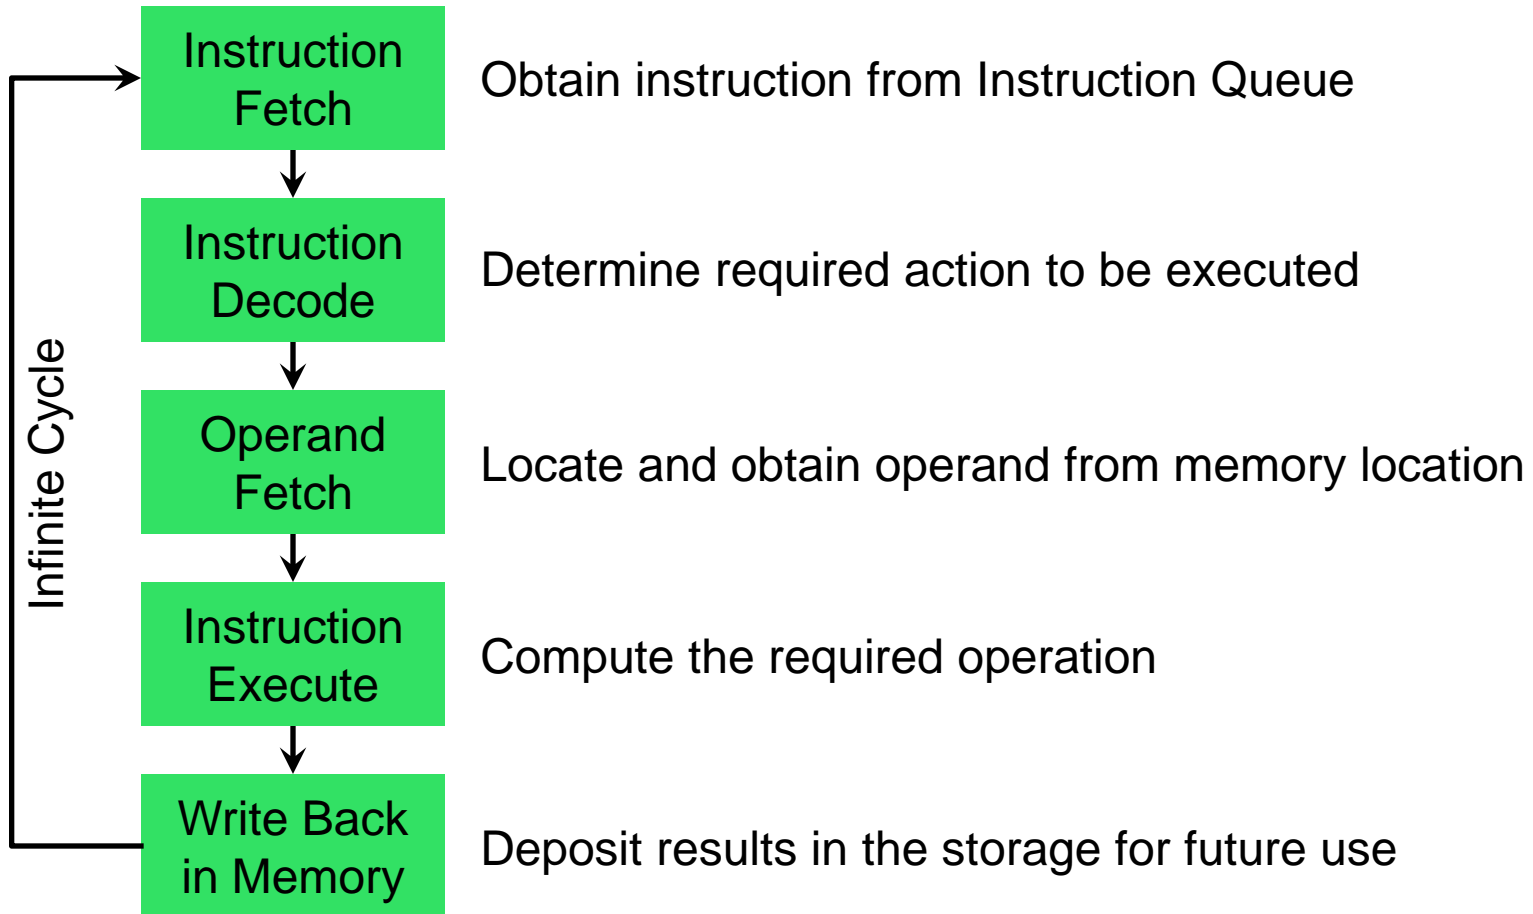 Instruction
Fetch
Obtain instruction from Instruction Queue
Instruction
Decode
Determine required action to be executed
Infinite Cycle
Operand
Fetch
Locate and obtain operand from memory location
Instruction
Execute
Compute the required operation
Write Back
in Memory
Deposit results in the storage for future use